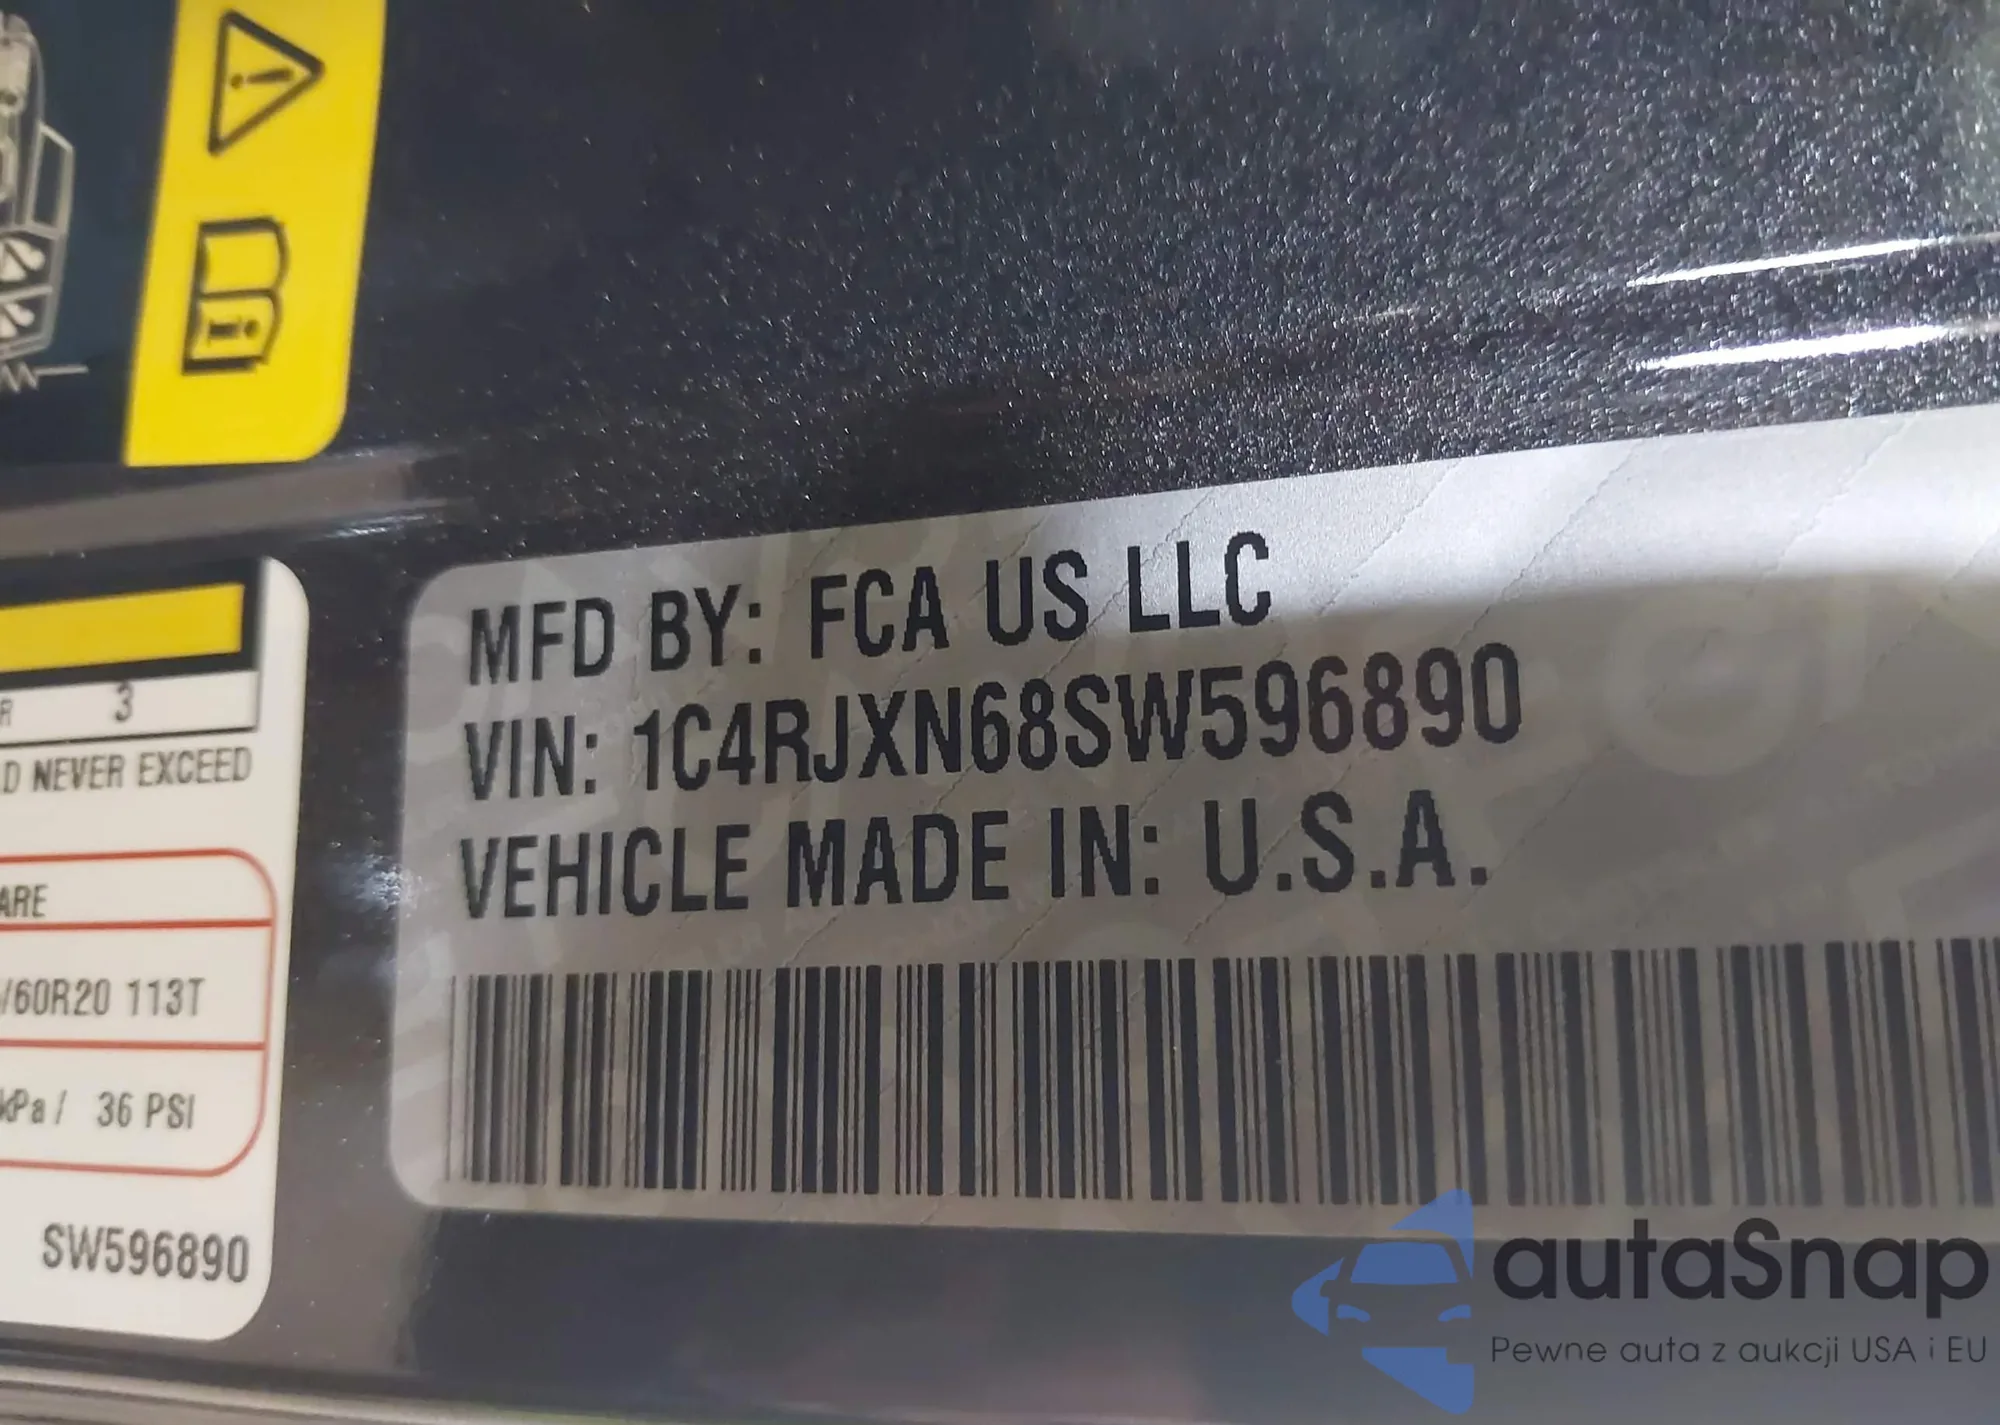 MFD BY: FCA US LLC
VIN: 1C4RJXN68SW596890
VEHICLE MADE IN: U.S.A.
3
NEVER EXCEED
/60R20 113T
kPa / 36 PSI
SW596890
autaSnap
Pewne auta z aukcji USA i EU